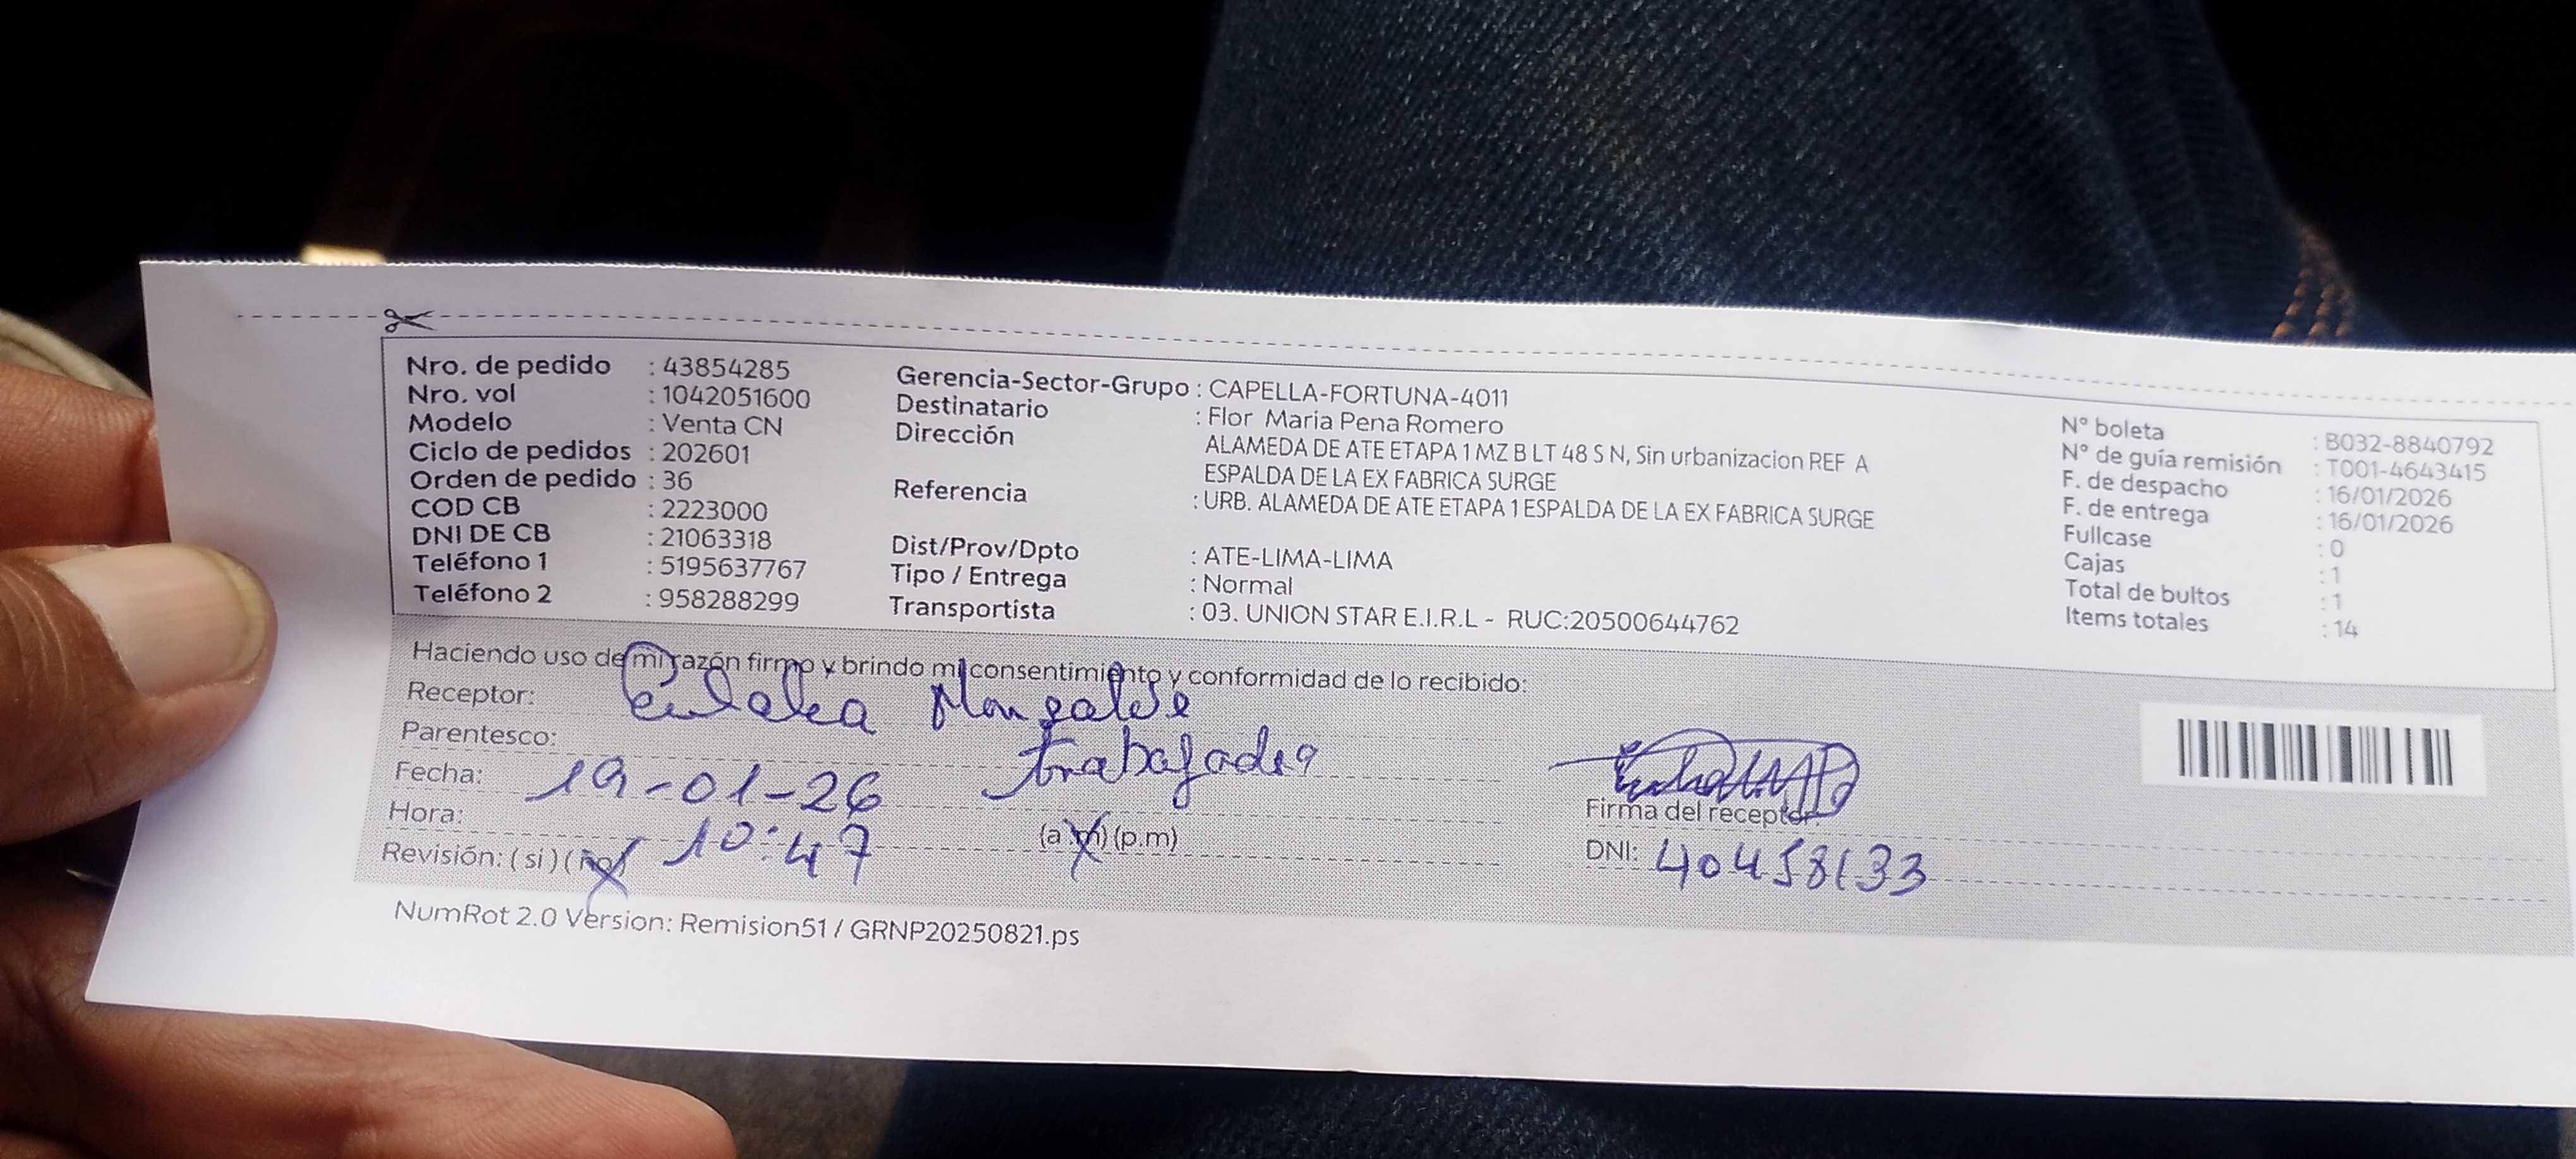 Nro. de pedido : 43854285
Nro. vol : 1042051600
Modelo : Venta CN
Ciclo de pedidos : 202601
Orden de pedido : 36
COD CB : 2223000
DNI DE CB : 21063318
Teléfono 1 : 5195637767
Teléfono 2 : 958288299
Gerencia-Sector-Grupo : CAPELLA-FORTUNA-4011
Destinatario : Flor Maria Pena Romero
Dirección ALAMEDA DE ATE ETAPA 1 MZ B LT 48 S N, Sin urbanizacion REF A
ESPALDA DE LA EX FABRICA SURGE
Referencia : URB. ALAMEDA DE ATE ETAPA 1 ESPALDA DE LA EX FABRICA SURGE
Dist/Prov/Dpto : ATE-LIMA-LIMA
Tipo / Entrega : Normal
Transportista : 03. UNION STAR E.I.R.L - RUC:20500644762
N° boleta : B032-8840792
N° de guía remisión : T001-4643415
F. de despacho : 16/01/2026
F. de entrega : 16/01/2026
Fullcase : 0
Cajas : 1
Total de bultos : 1
Items totales : 14
Haciendo uso de mi razón firmo y brindo mi consentimiento y conformidad de lo recibido:
Receptor:
Parentesco: trabajadora
Fecha: 19-01-26
Hora: 10:47 (a.m) (p.m)
Revisión: (si) (no)
Firma del receptor:
DNI: 40458133
NumRot 2.0 Version: Remision51 / GRNP20250821.ps